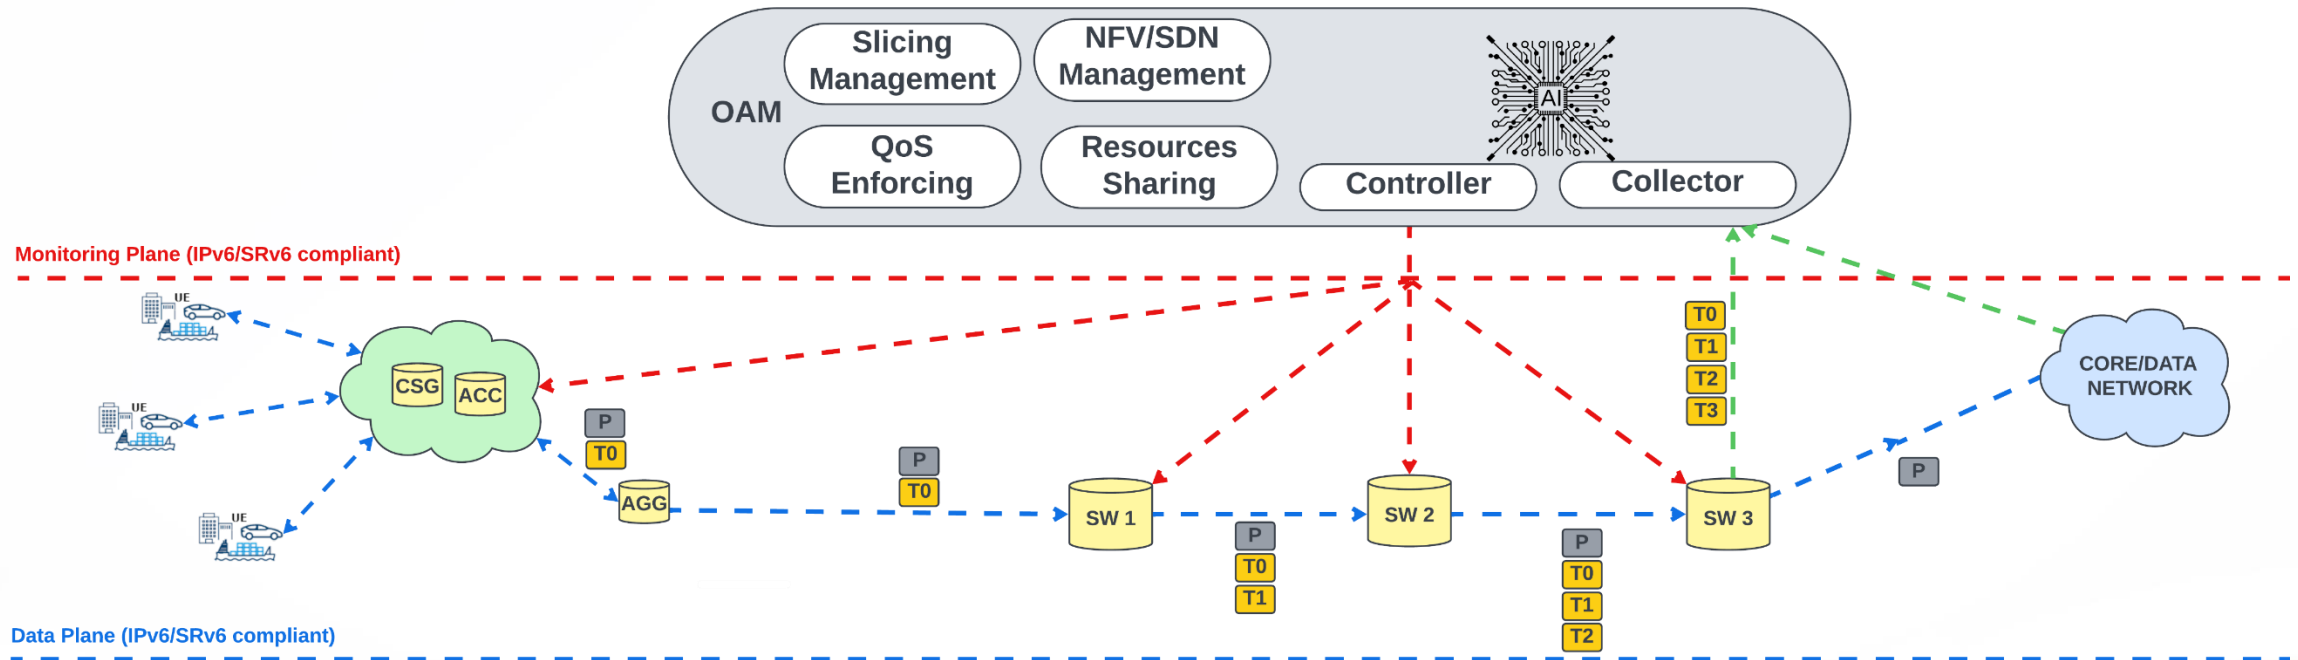 Slicing
Management
NFV/SDN
Management
AI
OAM
QoS
Enforcing
Resources
Sharing
Controller
Collector
Monitoring Plane (IPv6/SRv6 compliant)
UE
UE
UE
CSG
ACC
P
T0
AGG
P
T0
SW 1
P
T0
T1
SW 2
P
T0
T1
T2
SW 3
T0
T1
T2
T3
P
CORE/DATA
NETWORK
Data Plane (IPv6/SRv6 compliant)